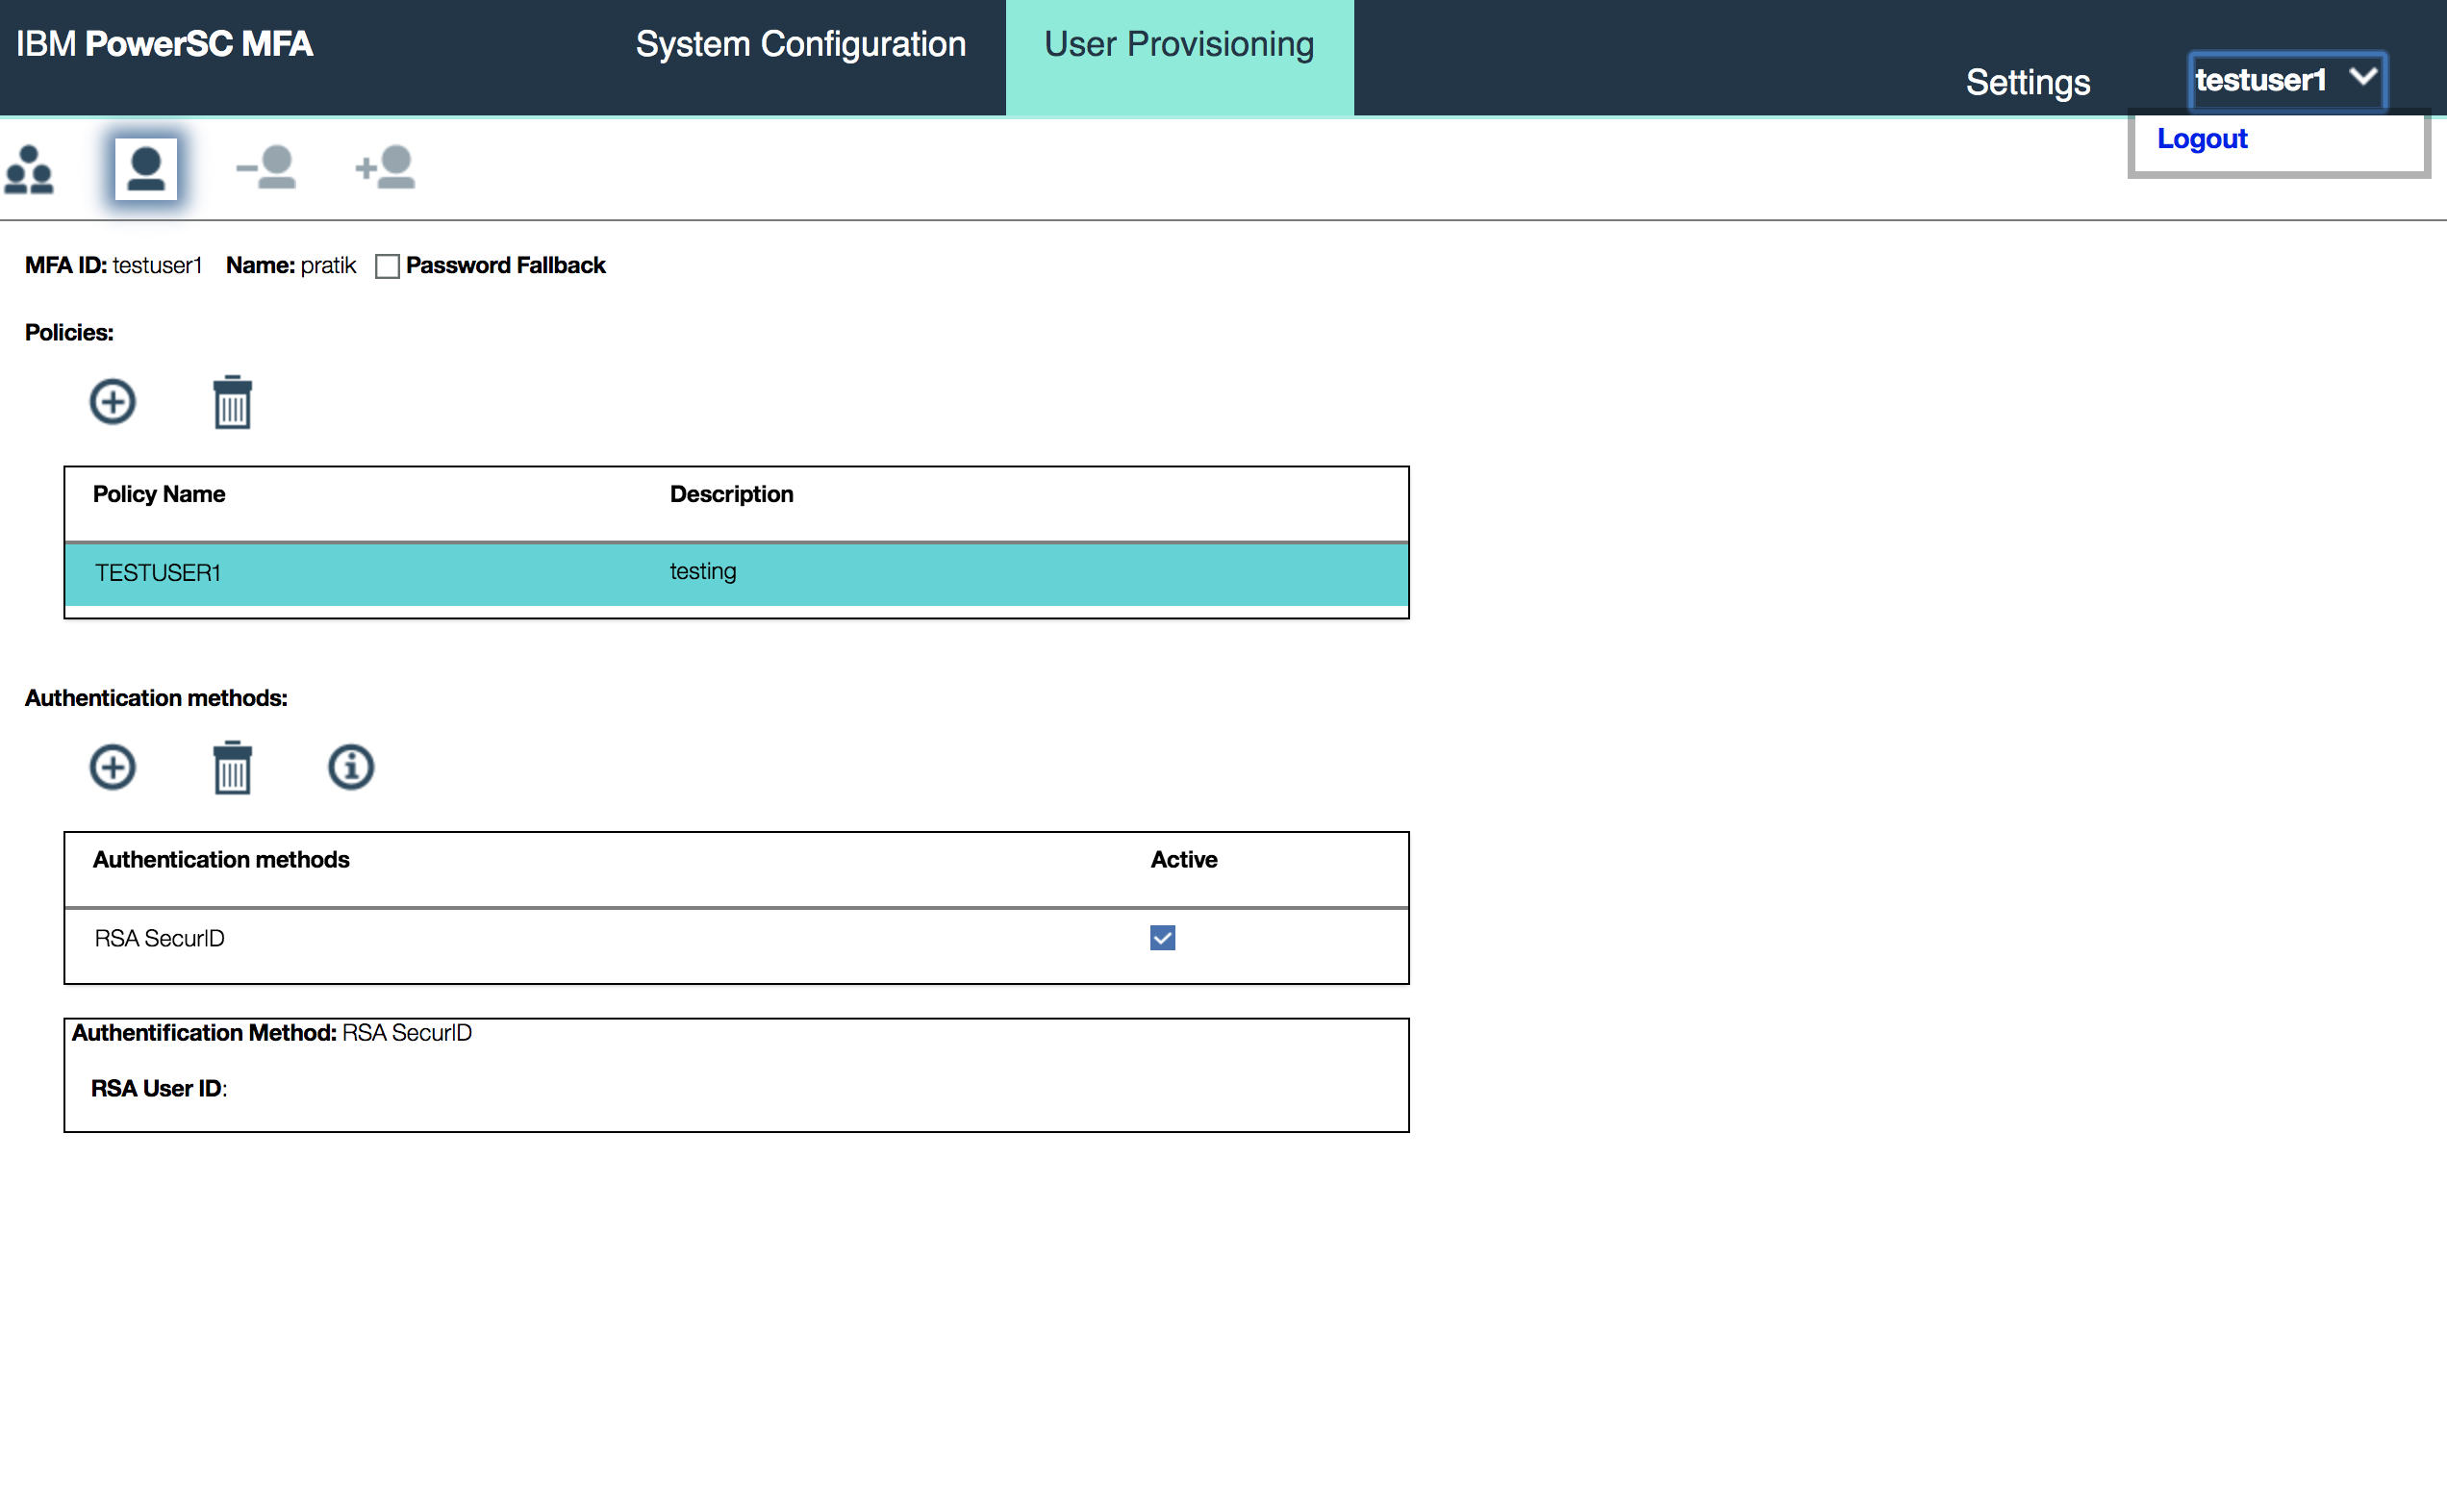 IBM PowerSC MFA
System Configuration
User Provisioning
Settings
testuser1
Logout
MFA ID: testuser1 Name: pratik Password Fallback
Policies:
Policy Name Description
TESTUSER1 testing
Authentication methods:
Authentication methods Active
RSA SecurID
Authentification Method: RSA SecurID
RSA User ID: